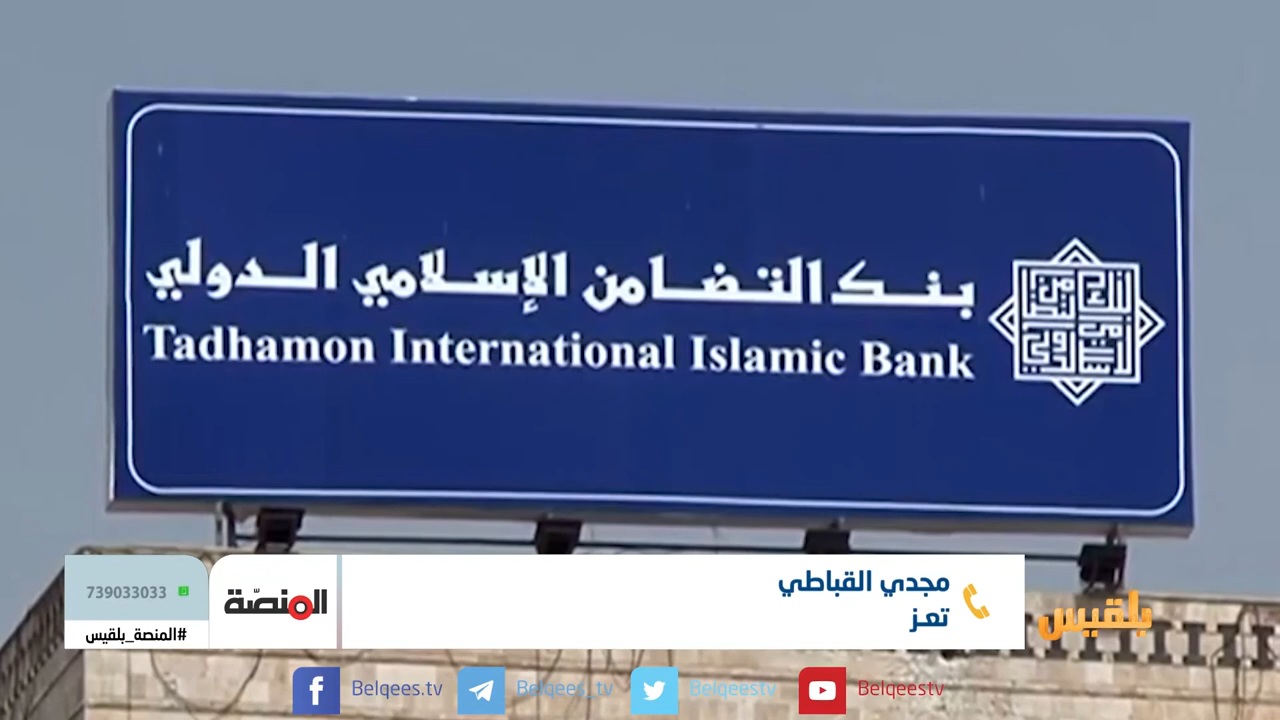 بنك التضامن الإسلامي الدولي
Tadhamon International Islamic Bank
مجدي القباطي
تعز
المنصّة
739033033
#المنصة_بلقيس
بلقيس
Belqees.tv
Belqees_tv
Belqeestv
Belqeestv